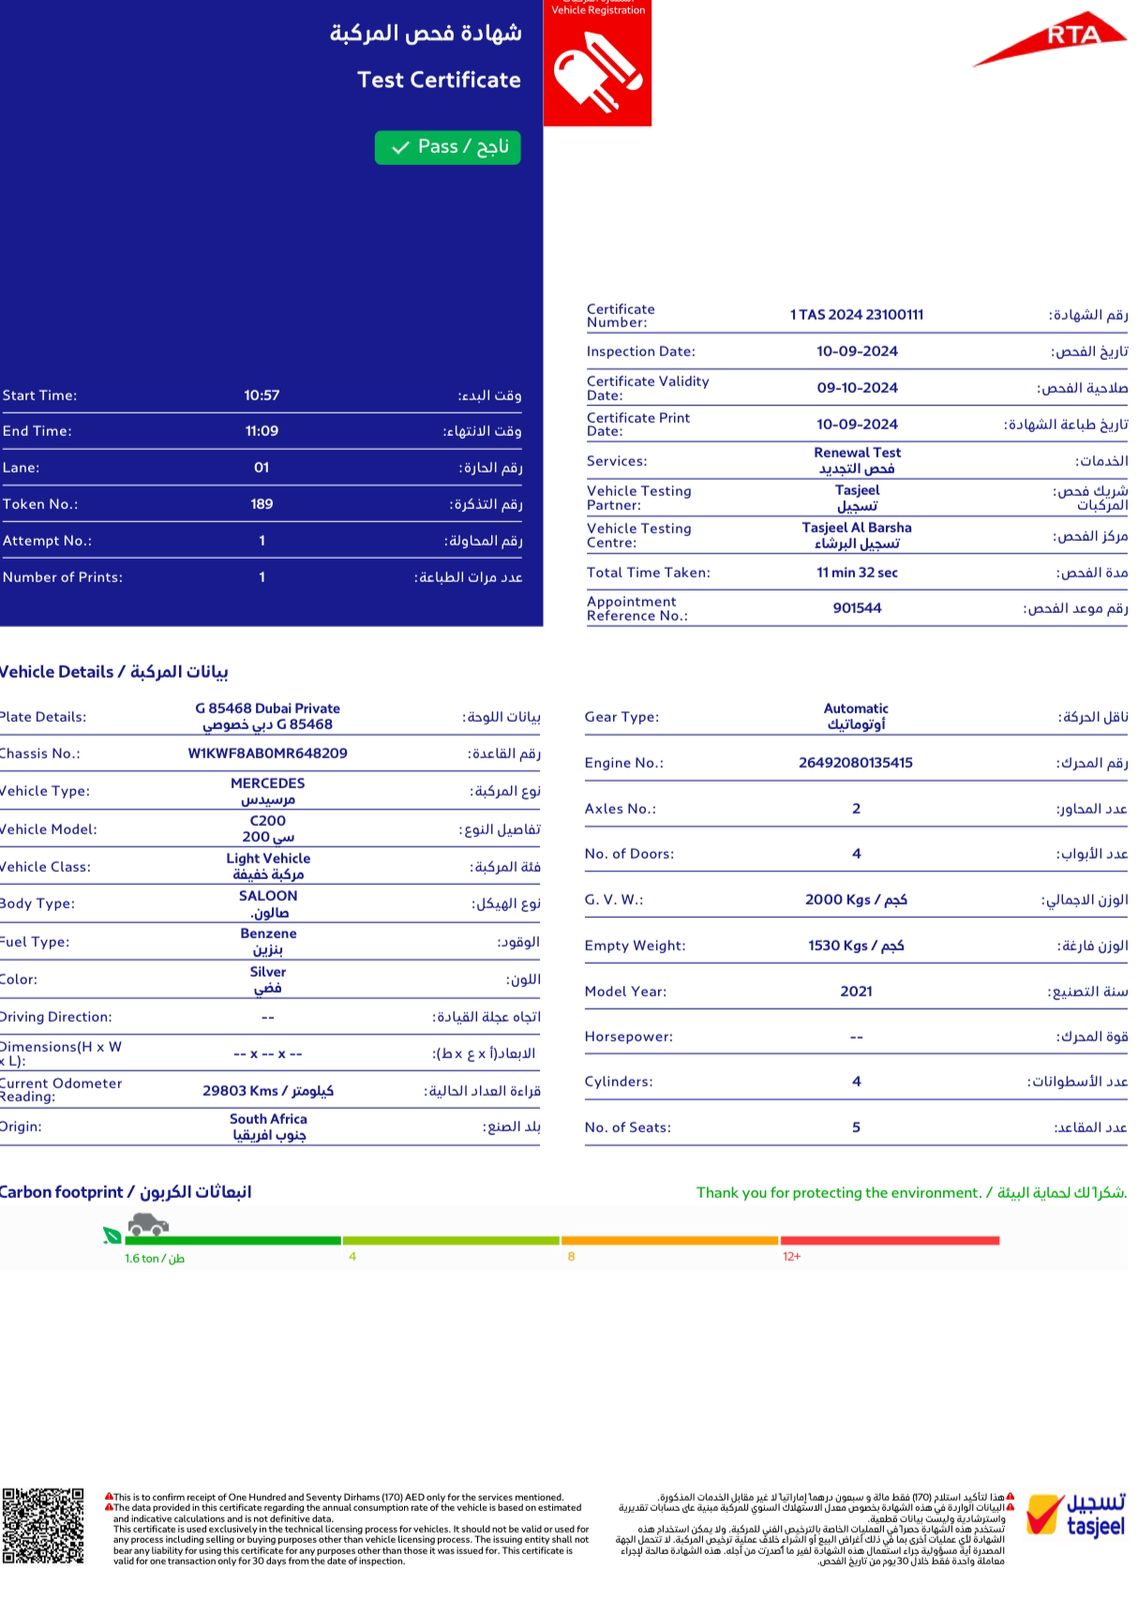 شهادة فحص المركبة
Test Certificate
Pass / ناجح
Vehicle Registration
RTA
Start Time: 10:57 وقت البدء:
End Time: 11:09 وقت الانتهاء:
Lane: 01 رقم الحارة:
Token No.: 189 رقم التذكرة:
Attempt No.: 1 رقم المحاولة:
Number of Prints: 1 عدد مرات الطباعة:
Certificate Number: 1 TAS 2024 23100111 رقم الشهادة:
Inspection Date: 10-09-2024 تاريخ الفحص:
Certificate Validity Date: 09-10-2024 صلاحية الفحص:
Certificate Print Date: 10-09-2024 تاريخ طباعة الشهادة:
Services: Renewal Test فحص التجديد الخدمات:
Vehicle Testing Partner: Tasjeel تسجيل شريك فحص: المركبات
Vehicle Testing Centre: Tasjeel Al Barsha تسجيل البرشاء مركز الفحص:
Total Time Taken: 11 min 32 sec مدة الفحص:
Appointment Reference No.: 901544 رقم موعد الفحص:
Vehicle Details / بيانات المركبة
Plate Details: G 85468 Dubai Private G 85468 دبي خصوصي بيانات اللوحة:
Chassis No.: W1KWF8AB0MR648209 رقم القاعدة:
Vehicle Type: MERCEDES مرسيدس نوع المركبة:
Vehicle Model: C200 سي 200 تفاصيل النوع:
Vehicle Class: Light Vehicle مركبة خفيفة فئة المركبة:
Body Type: SALOON صالون. نوع الهيكل:
Fuel Type: Benzene بنزين الوقود:
Color: Silver فضي اللون:
Driving Direction: -- اتجاه عجلة القيادة:
Dimensions(H x W x L): -- x -- x -- الابعاد(أ x ع x ط):
Current Odometer Reading: 29803 Kms / كيلومتر قراءة العداد الحالية:
Origin: South Africa جنوب افريقيا بلد الصنع:
Gear Type: Automatic أوتوماتيك ناقل الحركة:
Engine No.: 26492080135415 رقم المحرك:
Axles No.: 2 عدد المحاور:
No. of Doors: 4 عدد الأبواب:
G. V. W.: 2000 Kgs / كجم الوزن الاجمالي:
Empty Weight: 1530 Kgs / كجم الوزن فارغة:
Model Year: 2021 سنة التصنيع:
Horsepower: -- قوة المحرك:
Cylinders: 4 عدد الأسطوانات:
No. of Seats: 5 عدد المقاعد:
Carbon footprint / انبعاثات الكربون
Thank you for protecting the environment. / شكراً لك لحماية البيئة.
1.6 ton / طن 4 8 12+
This is to confirm receipt of One Hundred and Seventy Dirhams (170) AED only for the services mentioned.
The data provided in this certificate regarding the annual consumption rate of the vehicle is based on estimated
and indicative calculations and is not definitive data.
This certificate is used exclusively in the technical licensing process for vehicles. It should not be valid or used for
any process including selling or buying purposes other than vehicle licensing process. The issuing entity shall not
bear any liability for using this certificate for any purposes other than those it was issued for. This certificate is
valid for one transaction only for 30 days from the date of inspection.
هذا لتأكيد استلام (170) فقط مائة و سبعون درهماً إماراتياً لا غير مقابل الخدمات المذكورة.
البيانات الواردة في هذه الشهادة بخصوص معدل الاستهلاك السنوي للمركبة مبنية على حسابات تقديرية
واسترشادية وليست بيانات قطعية.
تستخدم هذه الشهادة حصراً في العمليات الخاصة بالترخيص الفني للمركبة. ولا يمكن استخدام هذه
الشهادة لأي عمليات أخرى بما في ذلك أغراض البيع أو الشراء خلاف عملية ترخيص المركبة. لا تتحمل الجهة
المصدرة أية مسؤولية جراء استعمال هذه الشهادة لغير ما أُصدرت من أجله. هذه الشهادة صالحة لإجراء
معاملة واحدة فقط خلال 30 يوم من تاريخ الفحص.
تسجيل
tasjeel